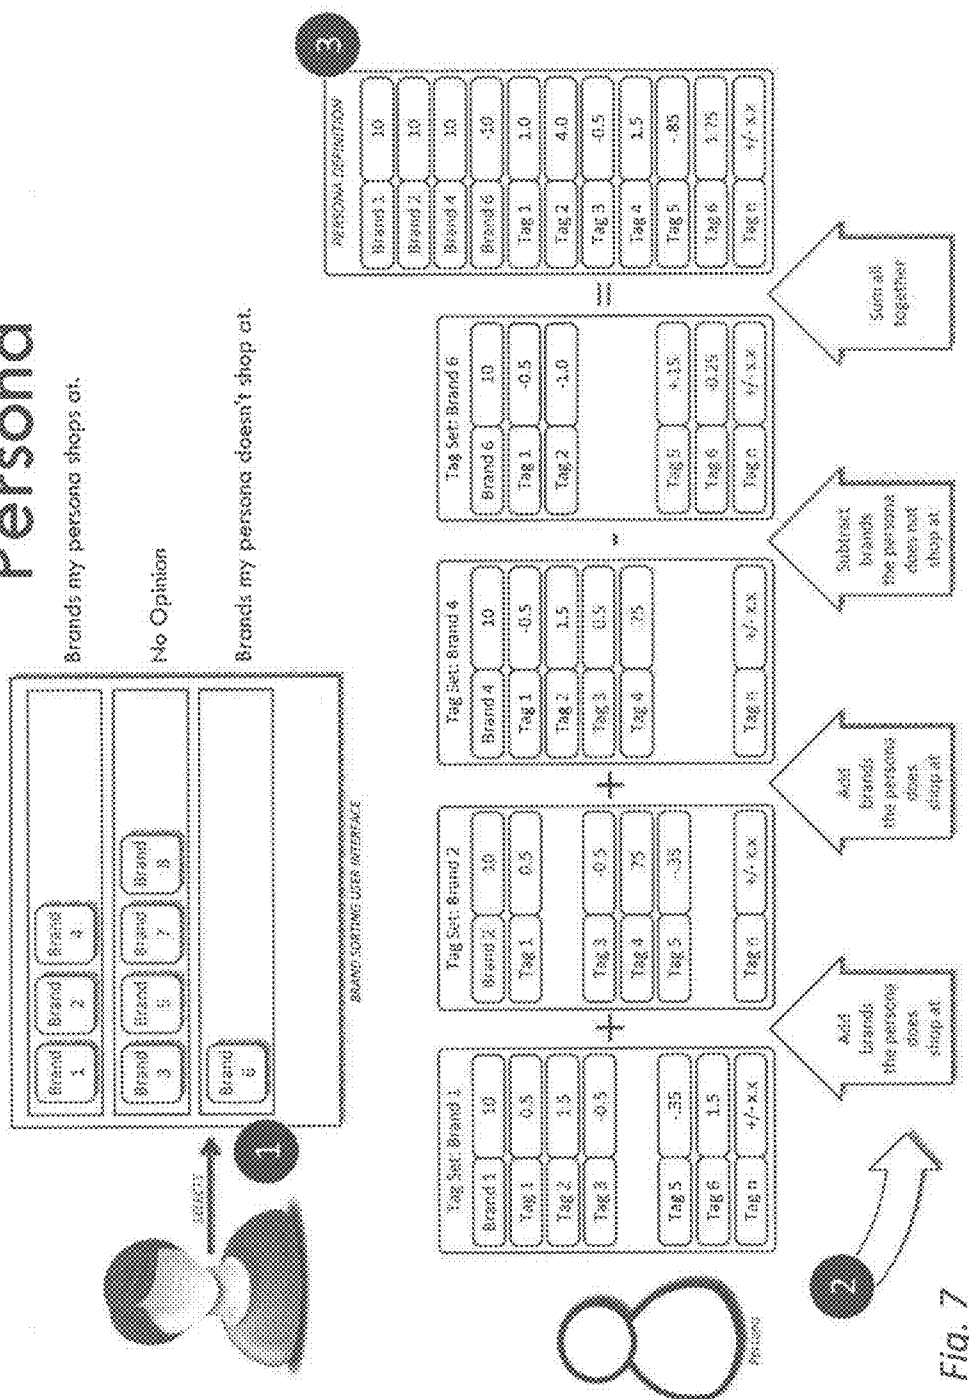 Persona
Brands my persona shops at.
No Opinion
Brands my persona doesn't shop at.
Brand 1
Brand 2
Brand 4
Brand 3
Brand
Brand 7
Brand 8
Brand 6
BRAND SORTING USER INTERFACE
SELECTS
1
Tag Set: Brand 1
Brand 1 10
Tag 1 0.5
Tag 2 1.5
Tag 3 -0.5
Tag 5 -.35
Tag 6 1.5
Tag n +/- x.x
+
Tag Set: Brand 2
Brand 2 10
Tag 1 0.5
Tag 3 -0.5
Tag 4 .75
Tag 5 -.35
Tag n +/- x.x
+
Tag Set: Brand 4
Brand 4 10
Tag 1 -0.5
Tag 2 1.5
Tag 3 0.5
Tag 4 .75
Tag n +/- x.x
-
Tag Set: Brand 6
Brand 6 10
Tag 1 -0.5
Tag 2 -1.0
Tag 5 +.15
Tag 6 -0.25
Tag n +/- x.x
=
3
PERSONA DEFINITION
Brand 1 10
Brand 2 10
Brand 4 10
Brand 6 -10
Tag 1 1.0
Tag 2 4.0
Tag 3 -0.5
Tag 4 1.5
Tag 5 -.85
Tag 6 1.75
Tag n +/- x.x
Persona
2
Add
brands
the persona
does
shop at
Add
brands
the persona
does
shop at
Subtract
brands
the persona
does not
shop at
Sum all
together
Fig. 7